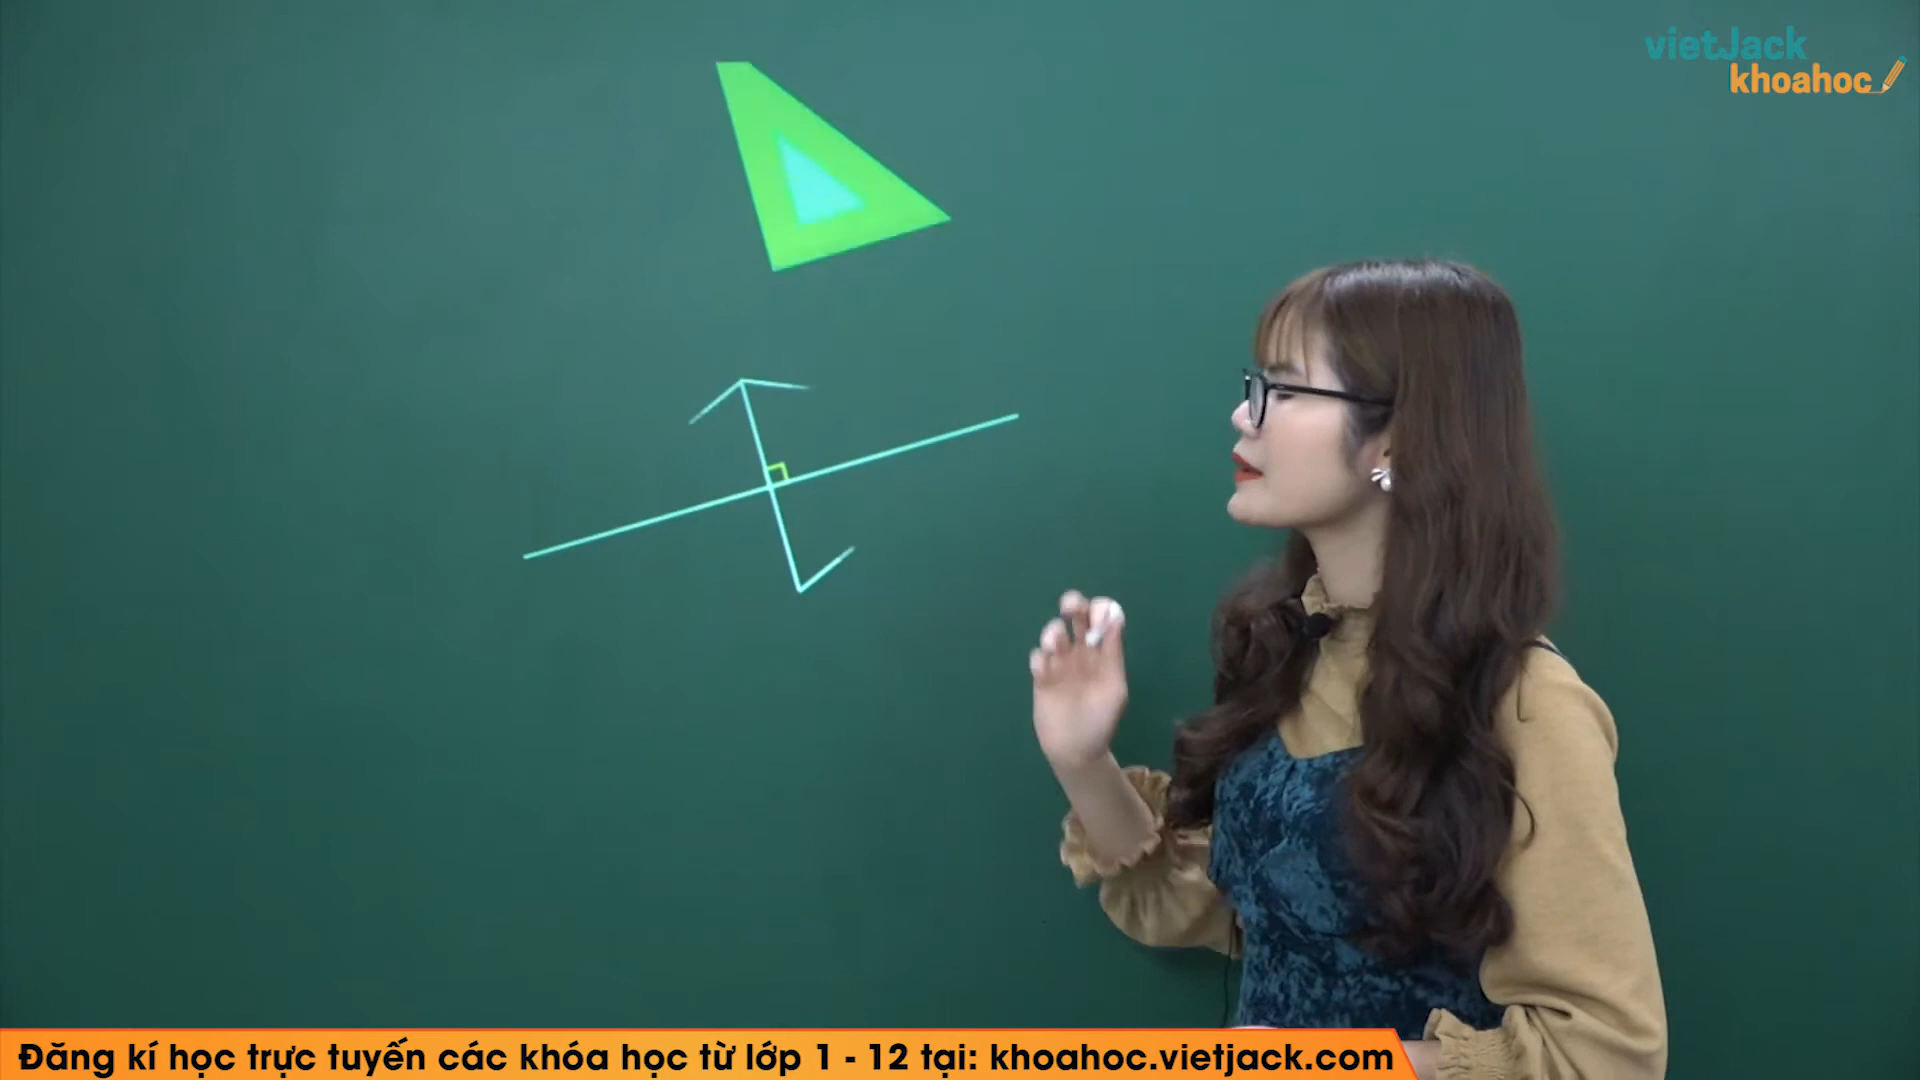 vietJack
khoahoc
Đăng kí học trực tuyến các khóa học từ lớp 1 - 12 tại: khoahoc.vietjack.com